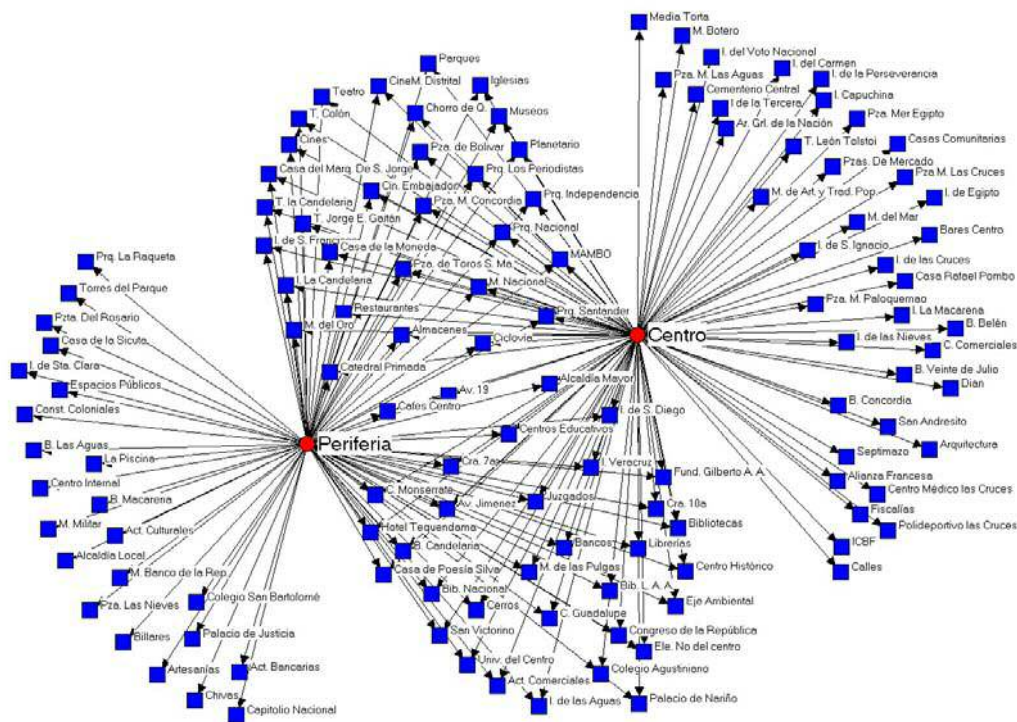 Media Torta
M. Botero
I. del Voto Nacional
I. del Carmen
Pza. M. Las Aguas
I. de la Perseverancia
Cementerio Central
I. Capuchina
I de la Tercera
Ar. Grl. de la Nación
Pza. Mer Egipto
T. León Tolstoi
Casas Comunitarias
Pzas. De Mercado
Pza M. Las Cruces
M. de Art. y Trad. Pop.
I. de Egipto
M. del Mar
Bares Centro
I. de S. Ignacio
I. de las Cruces
Casa Rafael Pombo
Pza. M. Paloquemao
I. La Macarena
B. Belén
I. de las Nieves
C. Comerciales
B. Veinte de Julio
Dian
B. Concordia
San Andresito
Septimazo
Arquitectura
Alianza Francesa
Centro Médico las Cruces
Fiscalías
Polideportivo las Cruces
ICBF
Calles
Centro
Parques
CineM. Distrital
Iglesias
Teatro
Chorro de Q.
Museos
T. Colón
Cines
Pza. de Bolivar
Planetario
Casa del Marq. De S. Jorge
Prq. Los Periodistas
Cin. Embajador
Prq. Independencia
T. la Candelaria
Pza. M. Concordia
T. Jorge E. Gaitán
Prq. Nacional
I. de S. Francisco
Casa de la Moneda
MAMBO
Pza. de Toros S. Ma.
I. La Candelaria
M. Nacional
Restaurantes
Prq. Santander
M. del Oro
Almacenes
Ciclovía
Catedral Primada
Av. 19
Alcaldía Mayor
Cafes Centro
I. de S. Diego
Centros Educativos
Periferia
Prq. La Raqueta
Torres del Parque
Pzta. Del Rosario
Casa de la Sicuta
I. de Sta. Clara
Espacios Públicos
Const. Coloniales
B. Las Aguas
La Piscina
Centro Internal
B. Macarena
M. Militar
Act. Culturales
Alcaldía Local
M. Banco de la Rep.
Pza. Las Nieves
Colegio San Bartolomé
Billares
Palacio de Justicia
Artesanías
Act. Bancarias
Chivas
Capitolio Nacional
Cra. 7a
I. Veracruz
Fund. Gilberto A.A.
C. Monserrate
Av. Jimenez
Juzgados
Cra. 10a
Bibliotecas
Hotel Tequendama
B. Candelaria
Bancos
Librerías
Casa de Poesía Silva
M. de las Pulgas
Centro Histórico
Bib. Nacional
Bib. L. A.A.
Cerros
Eje Ambiental
C. Guadalupe
San Victorino
Congreso de la República
Ele. No del centro
Univ. del Centro
Colegio Agustiniano
Act. Comerciales
I. de las Aguas
Palacio de Nariño